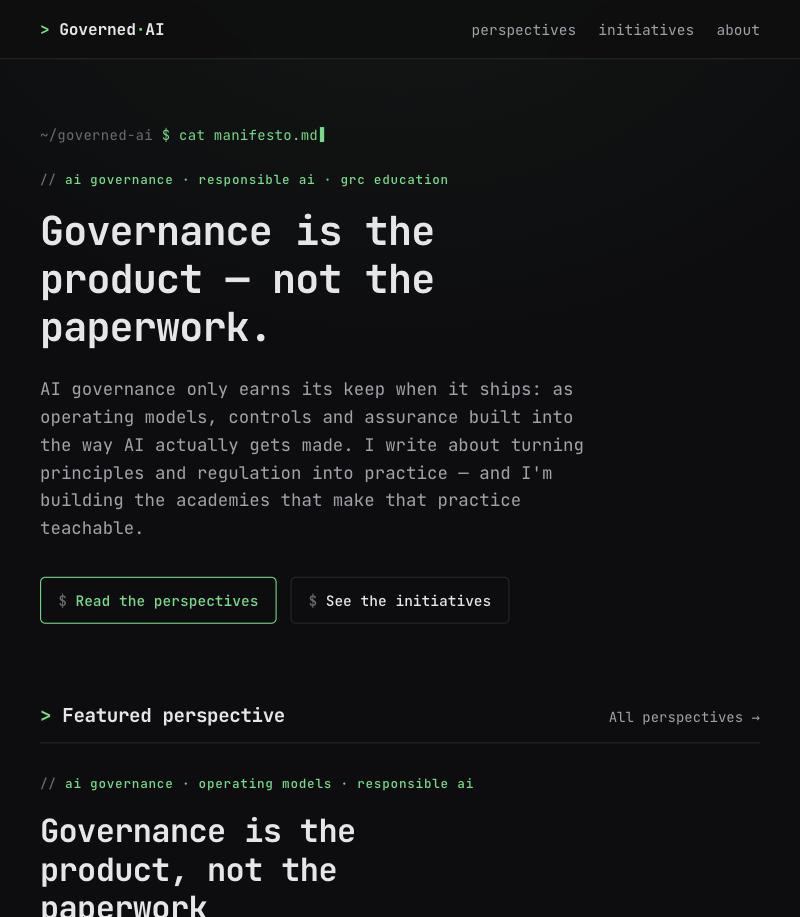 > Governed·AI
perspectives initiatives about
~/governed-ai $ cat manifesto.md
// ai governance · responsible ai · grc education
Governance is the
product — not the
paperwork.
AI governance only earns its keep when it ships: as
operating models, controls and assurance built into
the way AI actually gets made. I write about turning
principles and regulation into practice — and I'm
building the academies that make that practice
teachable.
$ Read the perspectives
$ See the initiatives
> Featured perspective
All perspectives →
// ai governance · operating models · responsible ai
Governance is the
product, not the
paperwork